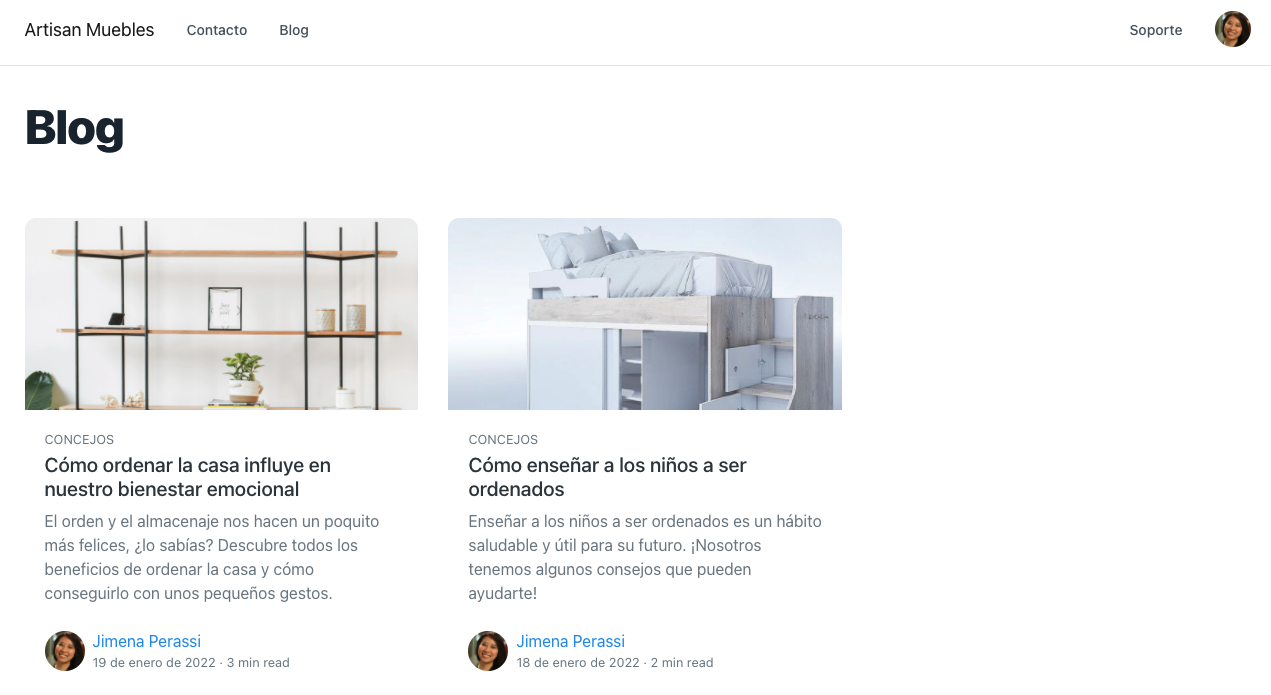 Artisan Muebles Contacto Blog Soporte
Blog
CONCEJOS
Cómo ordenar la casa influye en
nuestro bienestar emocional
El orden y el almacenaje nos hacen un poquito
más felices, ¿lo sabías? Descubre todos los
beneficios de ordenar la casa y cómo
conseguirlo con unos pequeños gestos.
Jimena Perassi
19 de enero de 2022 · 3 min read
CONCEJOS
Cómo enseñar a los niños a ser
ordenados
Enseñar a los niños a ser ordenados es un hábito
saludable y útil para su futuro. ¡Nosotros
tenemos algunos consejos que pueden
ayudarte!
Jimena Perassi
18 de enero de 2022 · 2 min read